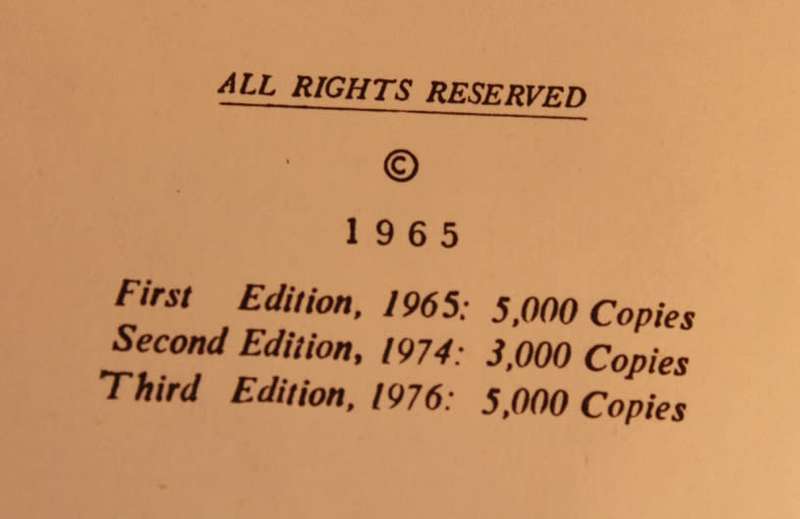 ALL RIGHTS RESERVED
©
1965
First Edition, 1965: 5,000 Copies
Second Edition, 1974: 3,000 Copies
Third Edition, 1976: 5,000 Copies